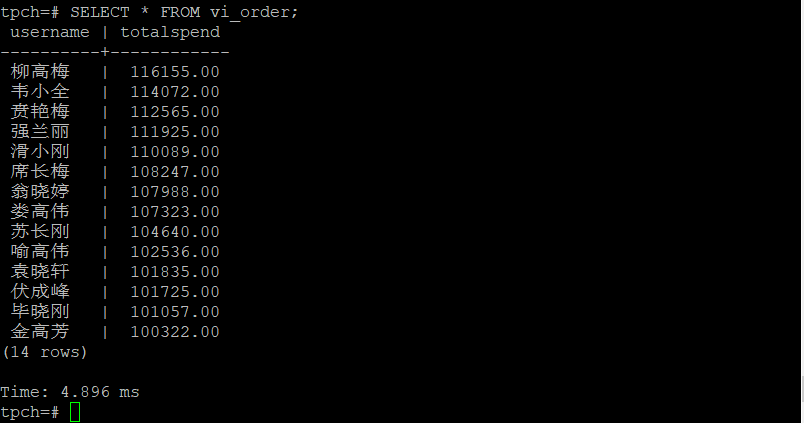 tpch=# SELECT * FROM vi_order;
 username | totalspend
----------+------------
 柳高梅   |  116155.00
 韦小全   |  114072.00
 贲艳梅   |  112565.00
 强兰丽   |  111925.00
 滑小刚   |  110089.00
 席长梅   |  108247.00
 翁晓婷   |  107988.00
 娄高伟   |  107323.00
 苏长刚   |  104640.00
 喻高伟   |  102536.00
 袁晓轩   |  101835.00
 伏成峰   |  101725.00
 毕晓刚   |  101057.00
 金高芳   |  100322.00
(14 rows)

Time: 4.896 ms
tpch=#